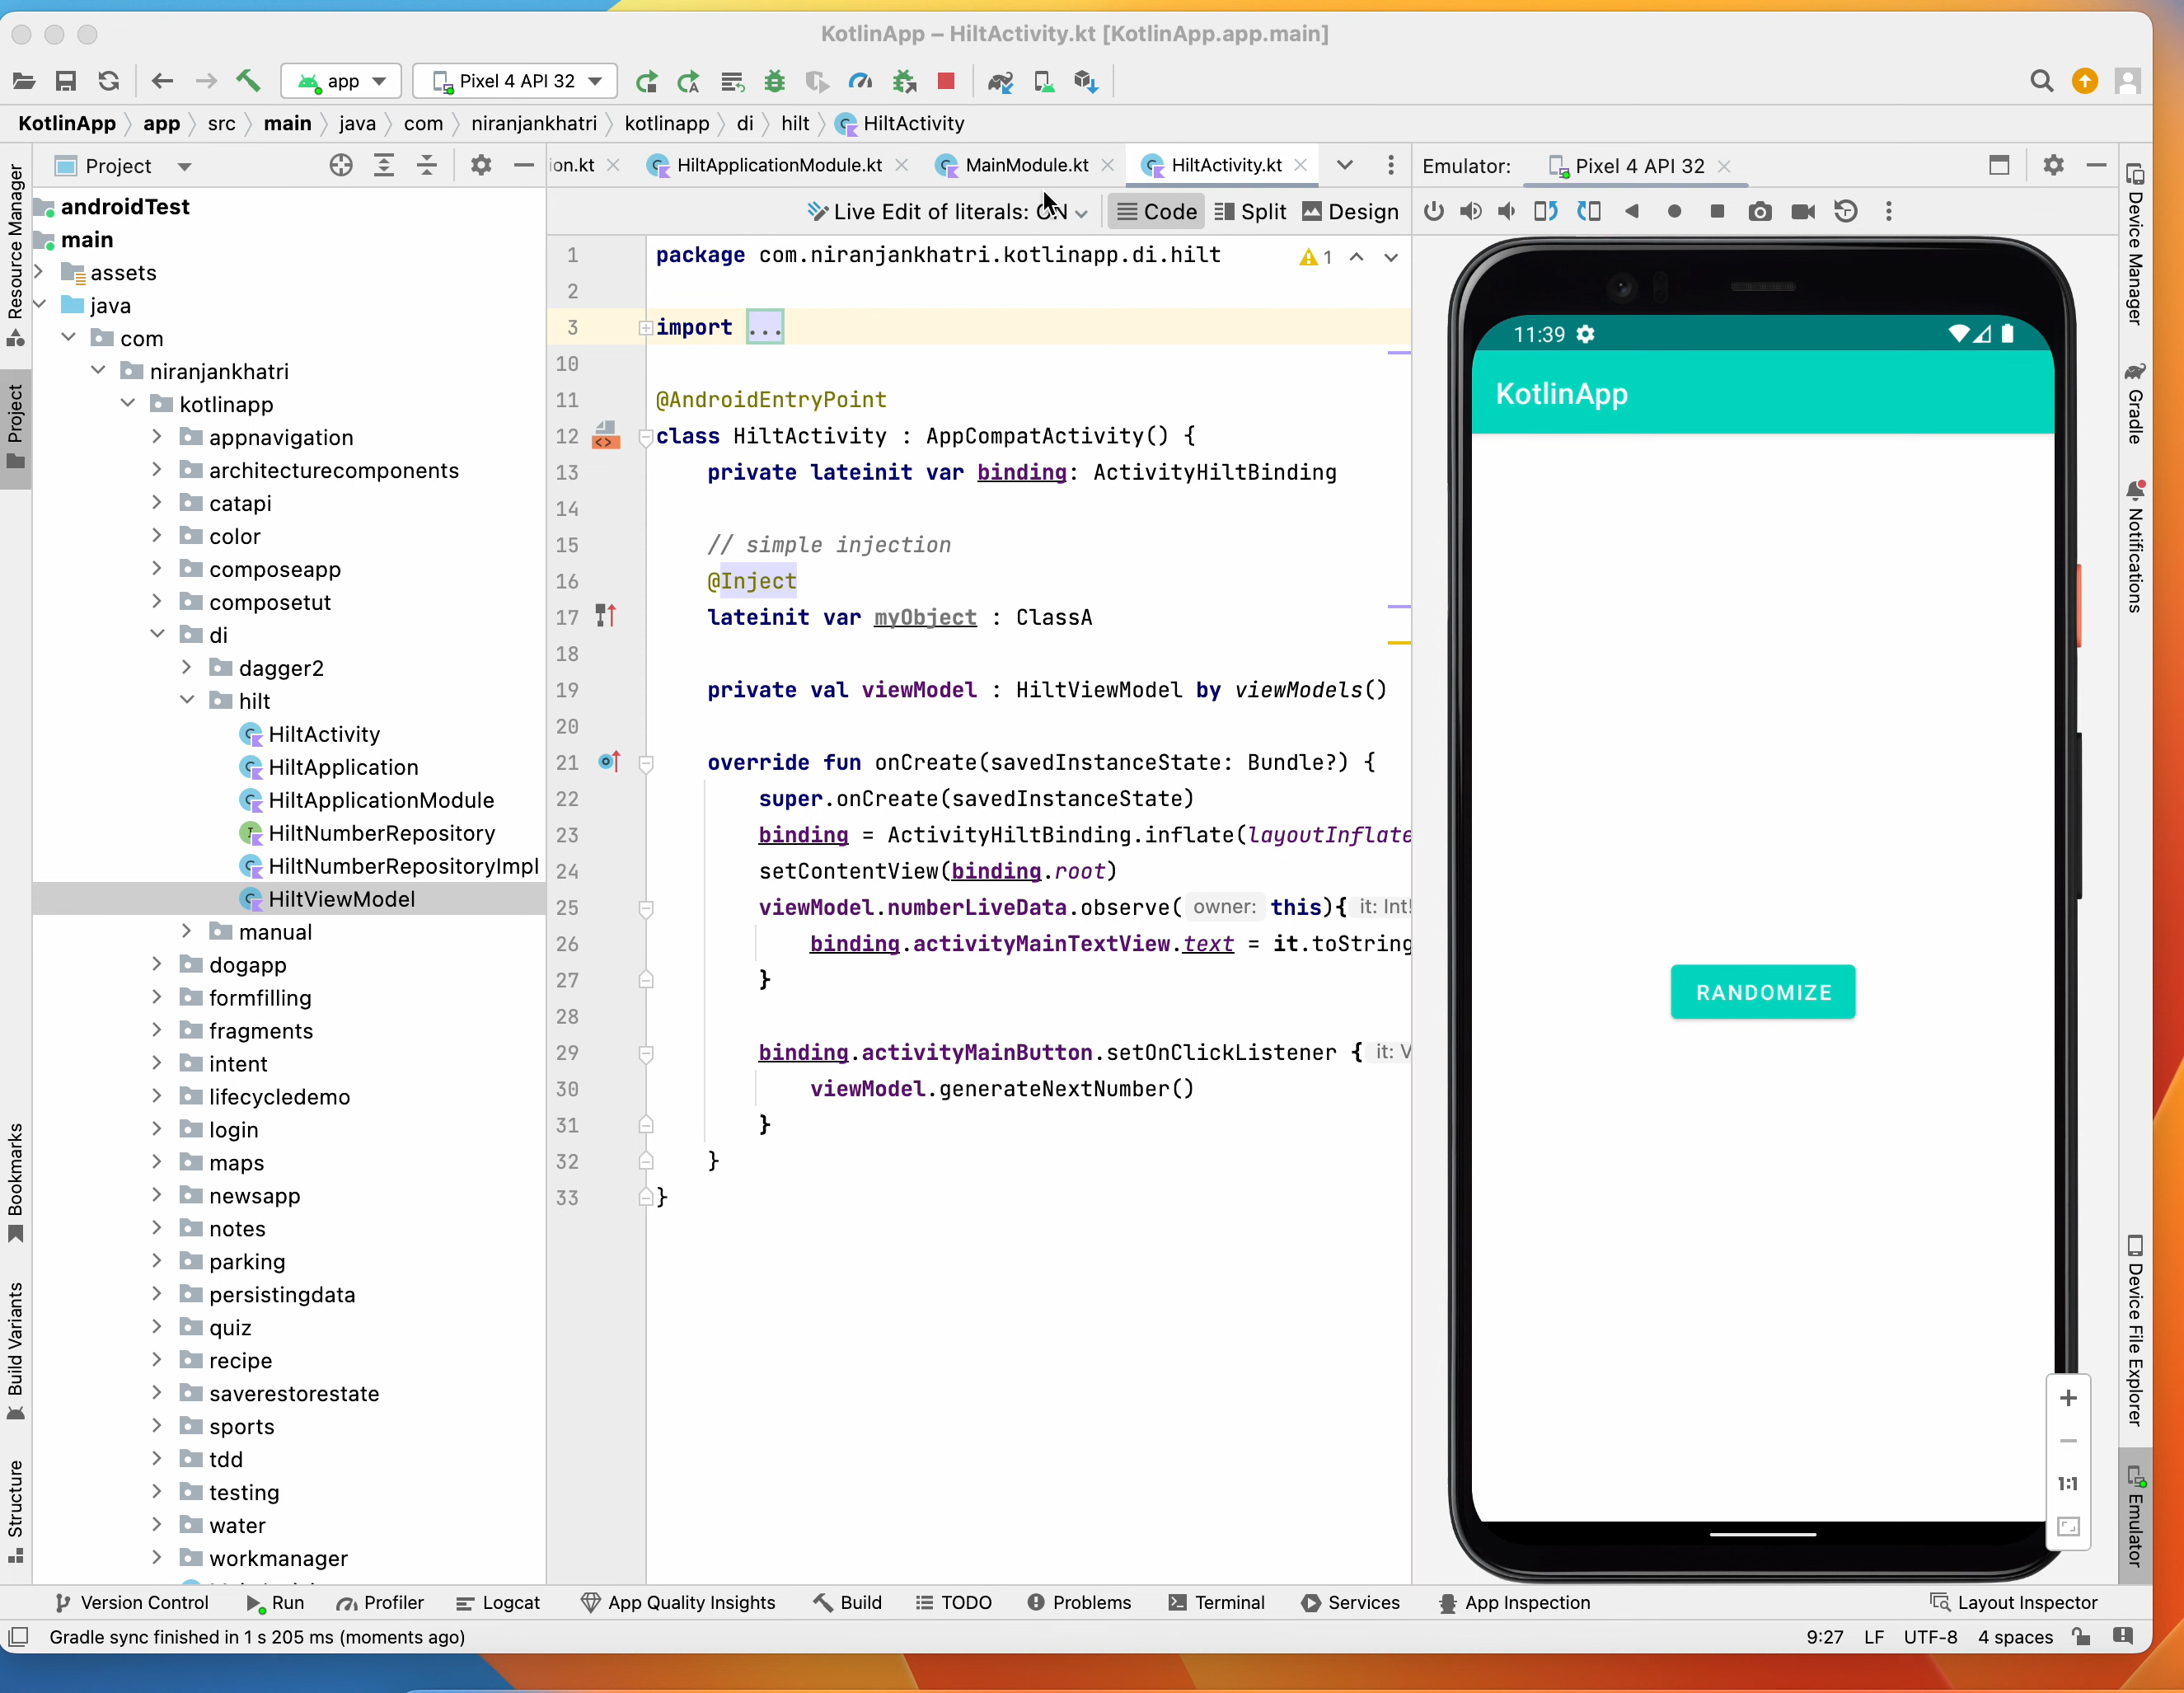 KotlinApp – HiltActivity.kt [KotlinApp.app.main]
app
Pixel 4 API 32
KotlinApp app src main java com niranjankhatri kotlinapp di hilt HiltActivity
Project
ion.kt
HiltApplicationModule.kt
MainModule.kt
HiltActivity.kt
Emulator: Pixel 4 API 32
Live Edit of literals: ON
Code
Split
Design
Resource Manager
Project
Bookmarks
Build Variants
Structure
androidTest
main
assets
java
com
niranjankhatri
kotlinapp
appnavigation
architecturecomponents
catapi
color
composeapp
composetut
di
dagger2
hilt
HiltActivity
HiltApplication
HiltApplicationModule
HiltNumberRepository
HiltNumberRepositoryImpl
HiltViewModel
manual
dogapp
formfilling
fragments
intent
lifecycledemo
login
maps
newsapp
notes
parking
persistingdata
quiz
recipe
saverestorestate
sports
tdd
testing
water
workmanager
1 package com.niranjankhatri.kotlinapp.di.hilt
1
2
3 import ...
10
11 @AndroidEntryPoint
12 class HiltActivity : AppCompatActivity() {
13 private lateinit var binding: ActivityHiltBinding
14
15 // simple injection
16 @Inject
17 lateinit var myObject : ClassA
18
19 private val viewModel : HiltViewModel by viewModels()
20
21 override fun onCreate(savedInstanceState: Bundle?) {
22 super.onCreate(savedInstanceState)
23 binding = ActivityHiltBinding.inflate(layoutInflate
24 setContentView(binding.root)
25 viewModel.numberLiveData.observe( owner: this){ it: Int!
26 binding.activityMainTextView.text = it.toString
27 }
28
29 binding.activityMainButton.setOnClickListener { it: V
30 viewModel.generateNextNumber()
31 }
32 }
33 }
11:39
KotlinApp
RANDOMIZE
1:1
Device Manager
Gradle
Notifications
Device File Explorer
Emulator
Version Control
Run
Profiler
Logcat
App Quality Insights
Build
TODO
Problems
Terminal
Services
App Inspection
Layout Inspector
Gradle sync finished in 1 s 205 ms (moments ago)
9:27 LF UTF-8 4 spaces